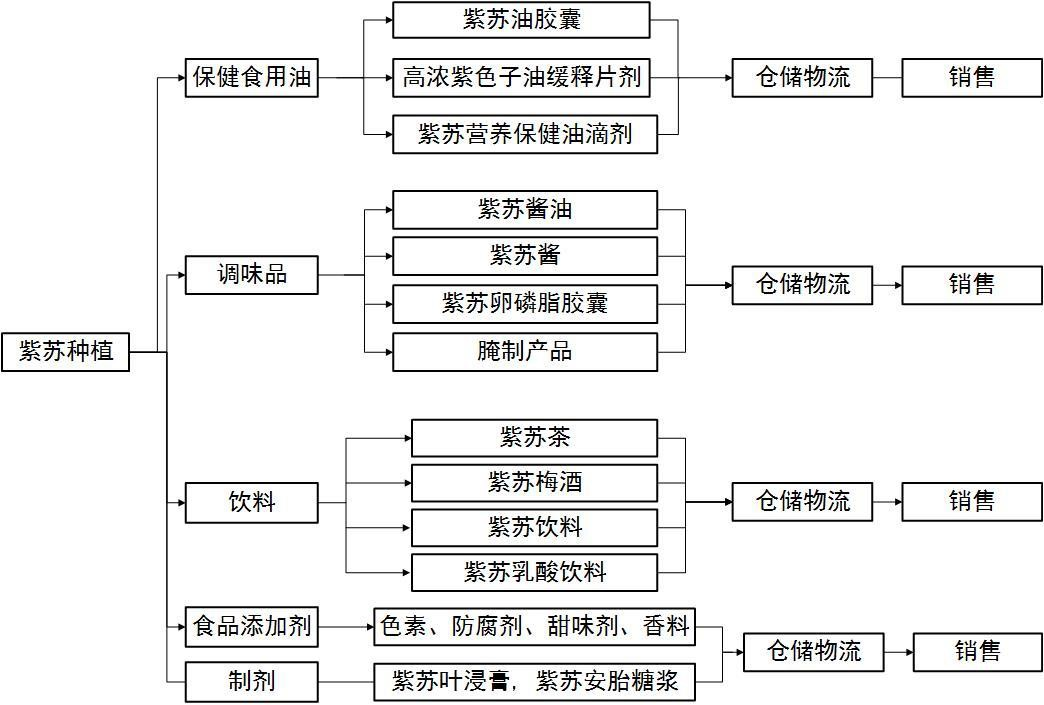 紫苏种植
保健食用油
紫苏油胶囊
高浓紫色子油缓释片剂
紫苏营养保健油滴剂
仓储物流
销售
调味品
紫苏酱油
紫苏酱
紫苏卵磷脂胶囊
腌制产品
仓储物流
销售
饮料
紫苏茶
紫苏梅酒
紫苏饮料
紫苏乳酸饮料
仓储物流
销售
食品添加剂
色素、防腐剂、甜味剂、香料
制剂
紫苏叶浸膏，紫苏安胎糖浆
仓储物流
销售